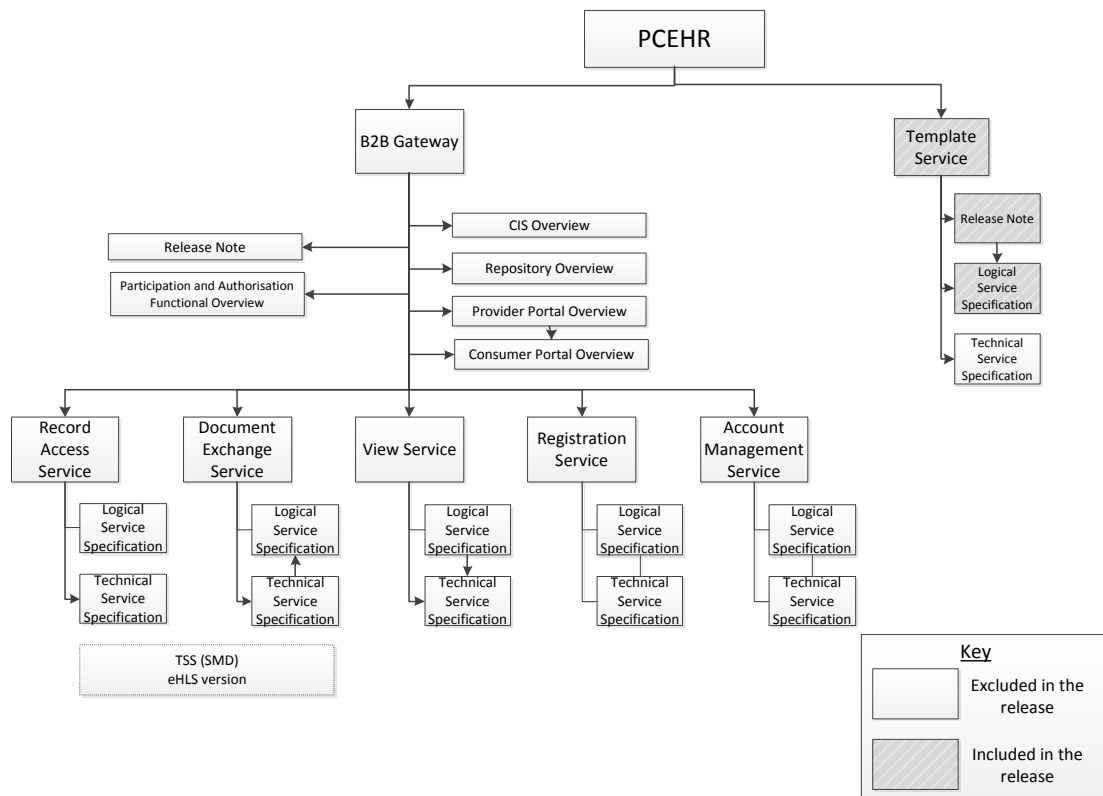 PCEHR
B2B Gateway
Template
Service
CIS Overview
Release Note
Release Note
Repository Overview
Participation and Authorisation
Functional Overview
Logical
Service
Specification
Provider Portal Overview
Consumer Portal Overview
Technical
Service
Specification
Record
Access
Service
Document
Exchange
Service
View Service
Registration
Service
Account
Management
Service
Logical
Service
Specification
Logical
Service
Specification
Logical
Service
Specification
Logical
Service
Specification
Logical
Service
Specification
Technical
Service
Specification
Technical
Service
Specification
Technical
Service
Specification
Technical
Service
Specification
Technical
Service
Specification
TSS (SMD)
eHLS version
Key
Excluded in the
release
Included in the
release